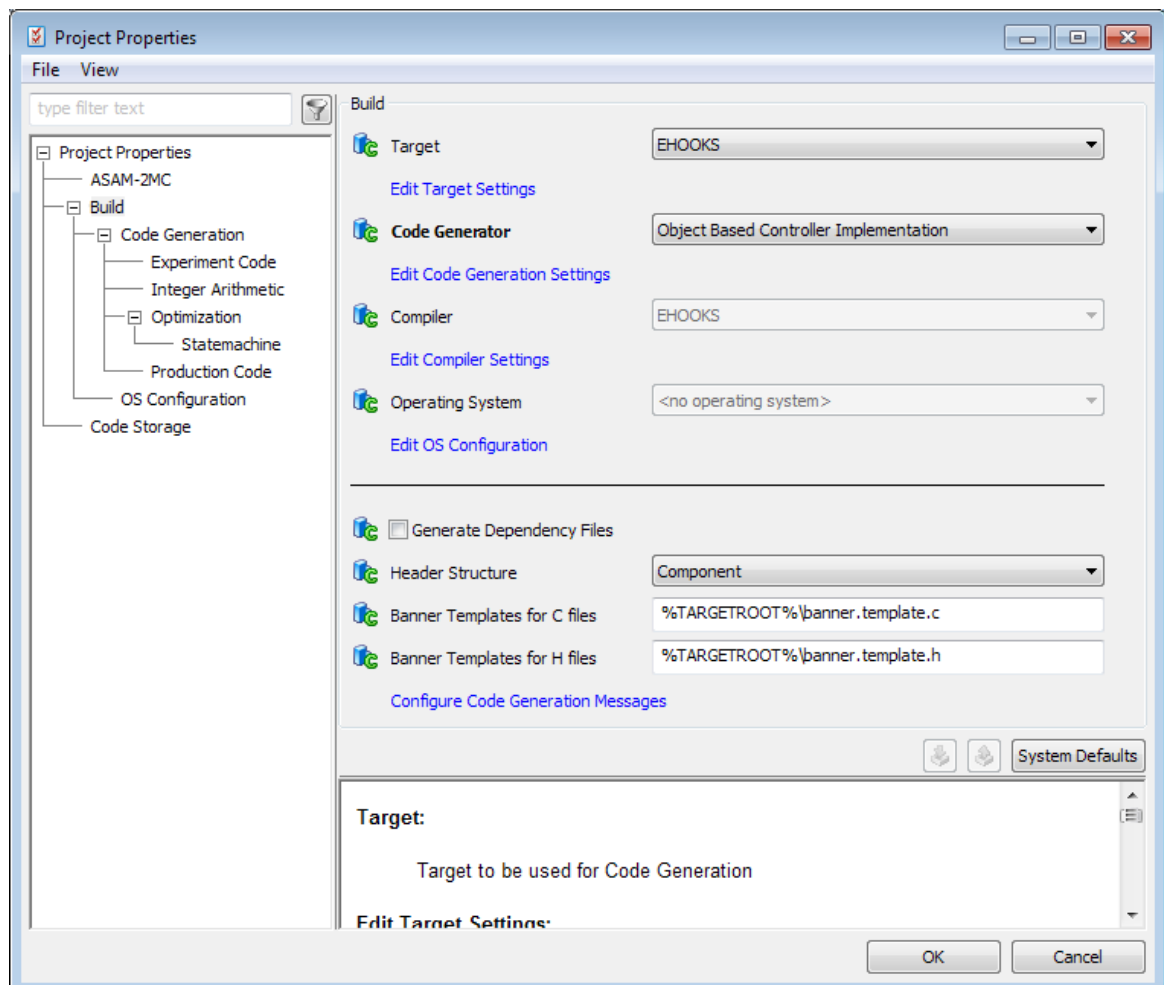 Project Properties
File View
type filter text
Project Properties
ASAM-2MC
Build
Code Generation
Experiment Code
Integer Arithmetic
Optimization
Statemachine
Production Code
OS Configuration
Code Storage
Build
Target EHOOKS
Edit Target Settings
Code Generator Object Based Controller Implementation
Edit Code Generation Settings
Compiler EHOOKS
Edit Compiler Settings
Operating System <no operating system>
Edit OS Configuration
Generate Dependency Files
Header Structure Component
Banner Templates for C files %TARGETROOT%\banner.template.c
Banner Templates for H files %TARGETROOT%\banner.template.h
Configure Code Generation Messages
System Defaults
Target:
Target to be used for Code Generation
Edit Target Settings:
OK Cancel